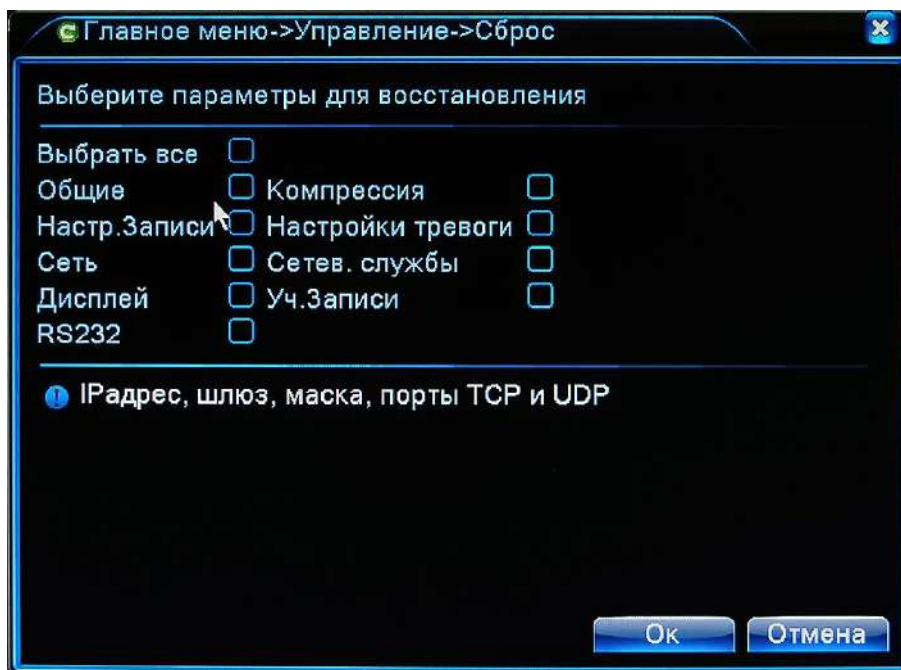 Главное меню->Управление->Сброс
Выберите параметры для восстановления
Выбрать все
Общие Компрессия
Настр.Записи Настройки тревоги
Сеть Сетев. службы
Дисплей Уч.Записи
RS232
IPадрес, шлюз, маска, порты TCP и UDP
Ок Отмена